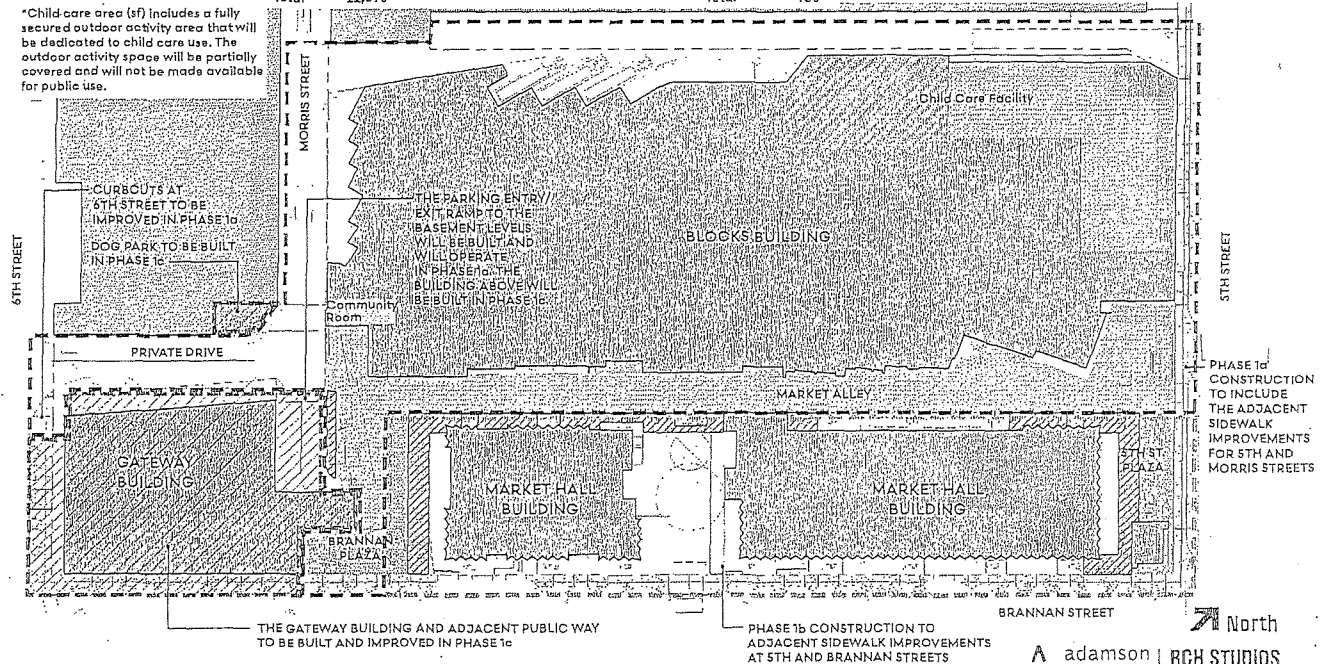 *Child care area (sf) includes a fully
secured outdoor activity area that will
be dedicated to child care use. The
outdoor activity space will be partially
covered and will not be made available
for public use.
MORRIS STREET
Child Care Facility
CURBCUTS AT
6TH STREET TO BE
IMPROVED IN PHASE 1a
DOG PARK TO BE BUILT
IN PHASE 1c
THE PARKING ENTRY/
EXIT RAMP TO THE
BASEMENT LEVELS
WILL BE BUILT AND
WILL OPERATE
IN PHASE 1a. THE
BUILDING ABOVE WILL
BE BUILT IN PHASE 1c.
BLOCKS BUILDING
6TH STREET
5TH STREET
Community
Room
PRIVATE DRIVE
MARKET ALLEY
PHASE 1a
CONSTRUCTION
TO INCLUDE
THE ADJACENT
SIDEWALK
IMPROVEMENTS
FOR 5TH AND
MORRIS STREETS
GATEWAY
BUILDING
MARKET HALL
BUILDING
MARKET HALL
BUILDING
5TH ST.
PLAZA
BRANNAN
PLAZA
BRANNAN STREET
THE GATEWAY BUILDING AND ADJACENT PUBLIC WAY
TO BE BUILT AND IMPROVED IN PHASE 1c
PHASE 1b CONSTRUCTION TO
ADJACENT SIDEWALK IMPROVEMENTS
AT 5TH AND BRANNAN STREETS
North
adamson | RCH STUDIOS